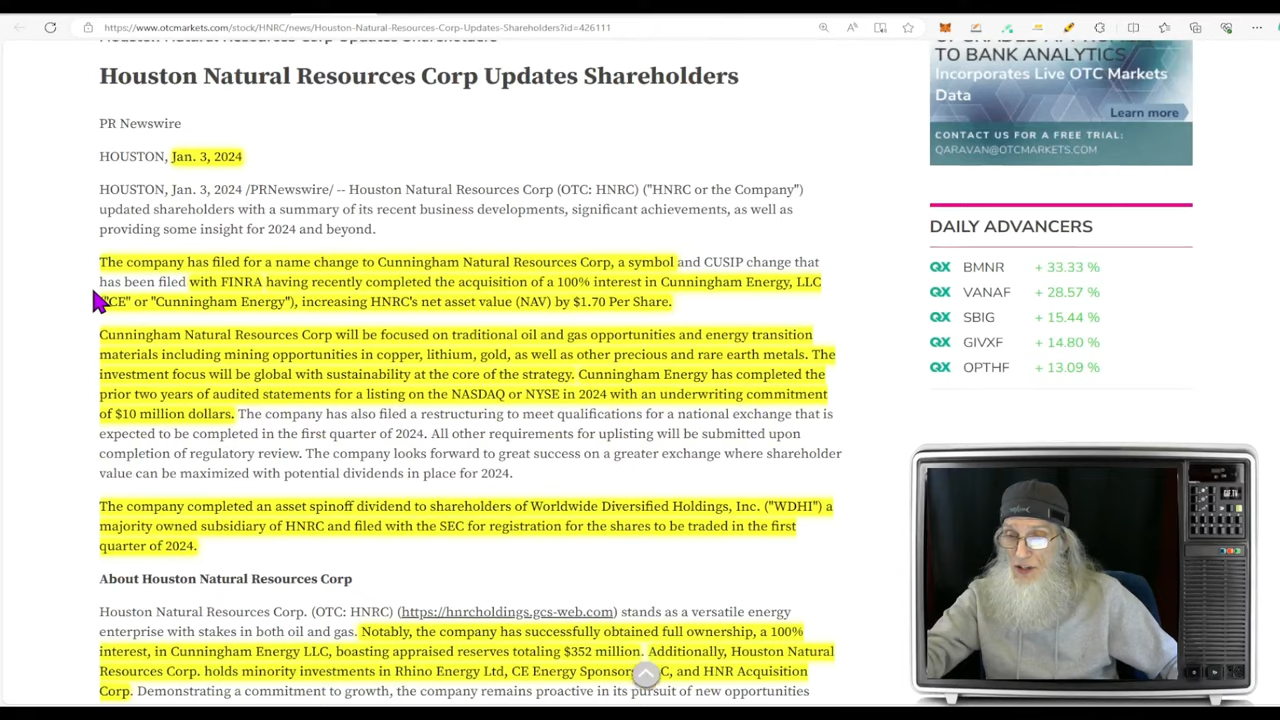 https://www.otcmarkets.com/stock/HNRC/news/Houston-Natural-Resources-Corp-Updates-Shareholders?id=426111
Houston Natural Resources Corp Updates Shareholders
Houston Natural Resources Corp Updates Shareholders
PR Newswire
HOUSTON, Jan. 3, 2024
HOUSTON, Jan. 3, 2024 /PRNewswire/ -- Houston Natural Resources Corp (OTC: HNRC) ("HNRC or the Company")
updated shareholders with a summary of its recent business developments, significant achievements, as well as
providing some insight for 2024 and beyond.
The company has filed for a name change to Cunningham Natural Resources Corp, a symbol and CUSIP change that
has been filed with FINRA having recently completed the acquisition of a 100% interest in Cunningham Energy, LLC
"CE" or "Cunningham Energy"), increasing HNRC's net asset value (NAV) by $1.70 Per Share.
Cunningham Natural Resources Corp will be focused on traditional oil and gas opportunities and energy transition
materials including mining opportunities in copper, lithium, gold, as well as other precious and rare earth metals. The
investment focus will be global with sustainability at the core of the strategy. Cunningham Energy has completed the
prior two years of audited statements for a listing on the NASDAQ or NYSE in 2024 with an underwriting commitment
of $10 million dollars. The company has also filed a restructuring to meet qualifications for a national exchange that is
expected to be completed in the first quarter of 2024. All other requirements for uplisting will be submitted upon
completion of regulatory review. The company looks forward to great success on a greater exchange where shareholder
value can be maximized with potential dividends in place for 2024.
The company completed an asset spinoff dividend to shareholders of Worldwide Diversified Holdings, Inc. ("WDHI") a
majority owned subsidiary of HNRC and filed with the SEC for registration for the shares to be traded in the first
quarter of 2024.
About Houston Natural Resources Corp
Houston Natural Resources Corp. (OTC: HNRC) (https://hnrcholdings.gcs-web.com) stands as a versatile energy
enterprise with stakes in both oil and gas. Notably, the company has successfully obtained full ownership, a 100%
interest, in Cunningham Energy LLC, boasting appraised reserves totaling $352 million. Additionally, Houston Natural
Resources Corp. holds minority investments in Rhino Energy Ltd, CE Energy Sponsor C, and HNR Acquisition
Corp. Demonstrating a commitment to growth, the company remains proactive in its pursuit of new opportunities
TO BANK ANALYTICS
Incorporates Live OTC Markets
Data
Learn more
CONTACT US FOR A FREE TRIAL:
QARAVAN@OTCMARKETS.COM
DAILY ADVANCERS
QX BMNR + 33.33 %
QX VANAF + 28.57 %
QX SBIG + 15.44 %
QX GIVXF + 14.80 %
QX OPTHF + 13.09 %
GIF.TV